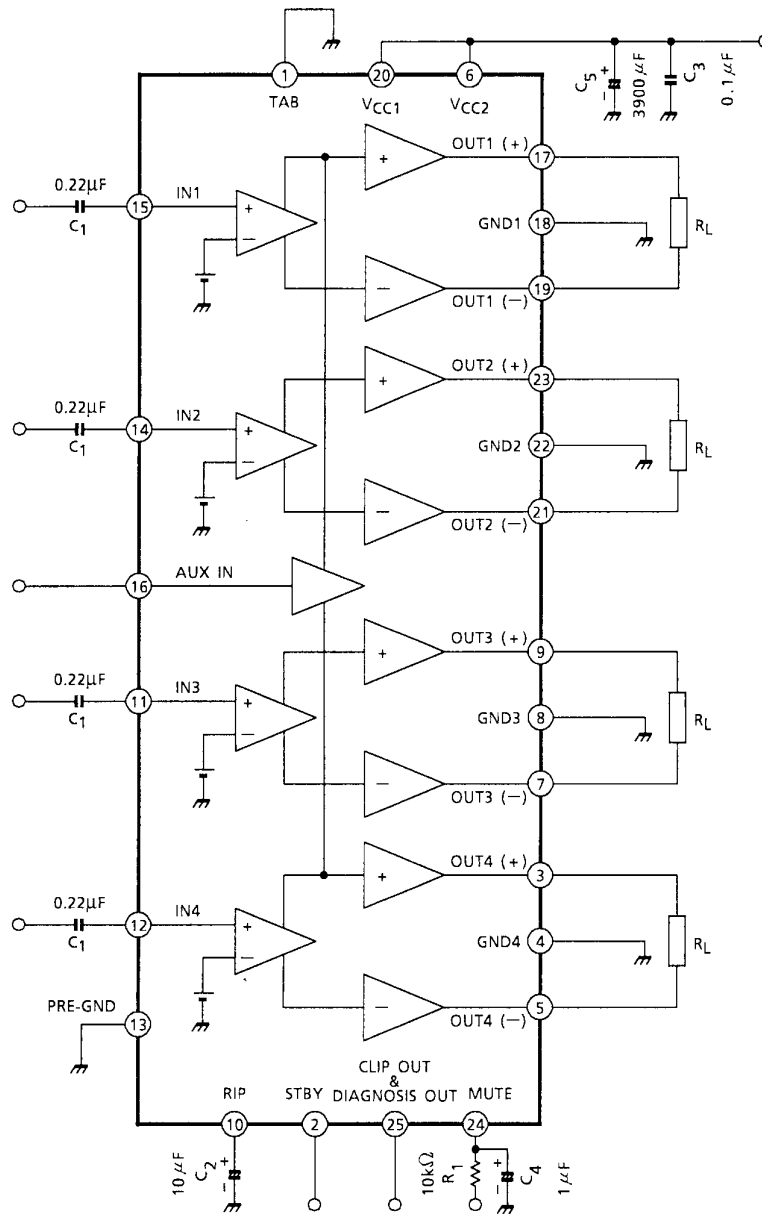 1
TAB
20
VCC1
6
VCC2
C5
+
−
3900μF
C3
0.1μF
OUT1 (+)
17
+
0.22μF
C1
15
IN1
+
−
GND1
18
RL
−
OUT1 (−)
19
OUT2 (+)
23
+
0.22μF
C1
14
IN2
+
−
GND2
22
RL
−
OUT2 (−)
21
16
AUX IN
OUT3 (+)
9
+
0.22μF
C1
11
IN3
+
−
GND3
8
RL
−
OUT3 (−)
7
OUT4 (+)
3
+
0.22μF
C1
12
IN4
+
−
GND4
4
RL
−
OUT4 (−)
5
PRE-GND
13
RIP
10
STBY
2
CLIP OUT
&
DIAGNOSIS OUT
25
MUTE
24
10μF
C2
+
−
10kΩ
R1
+
−
C4
1μF